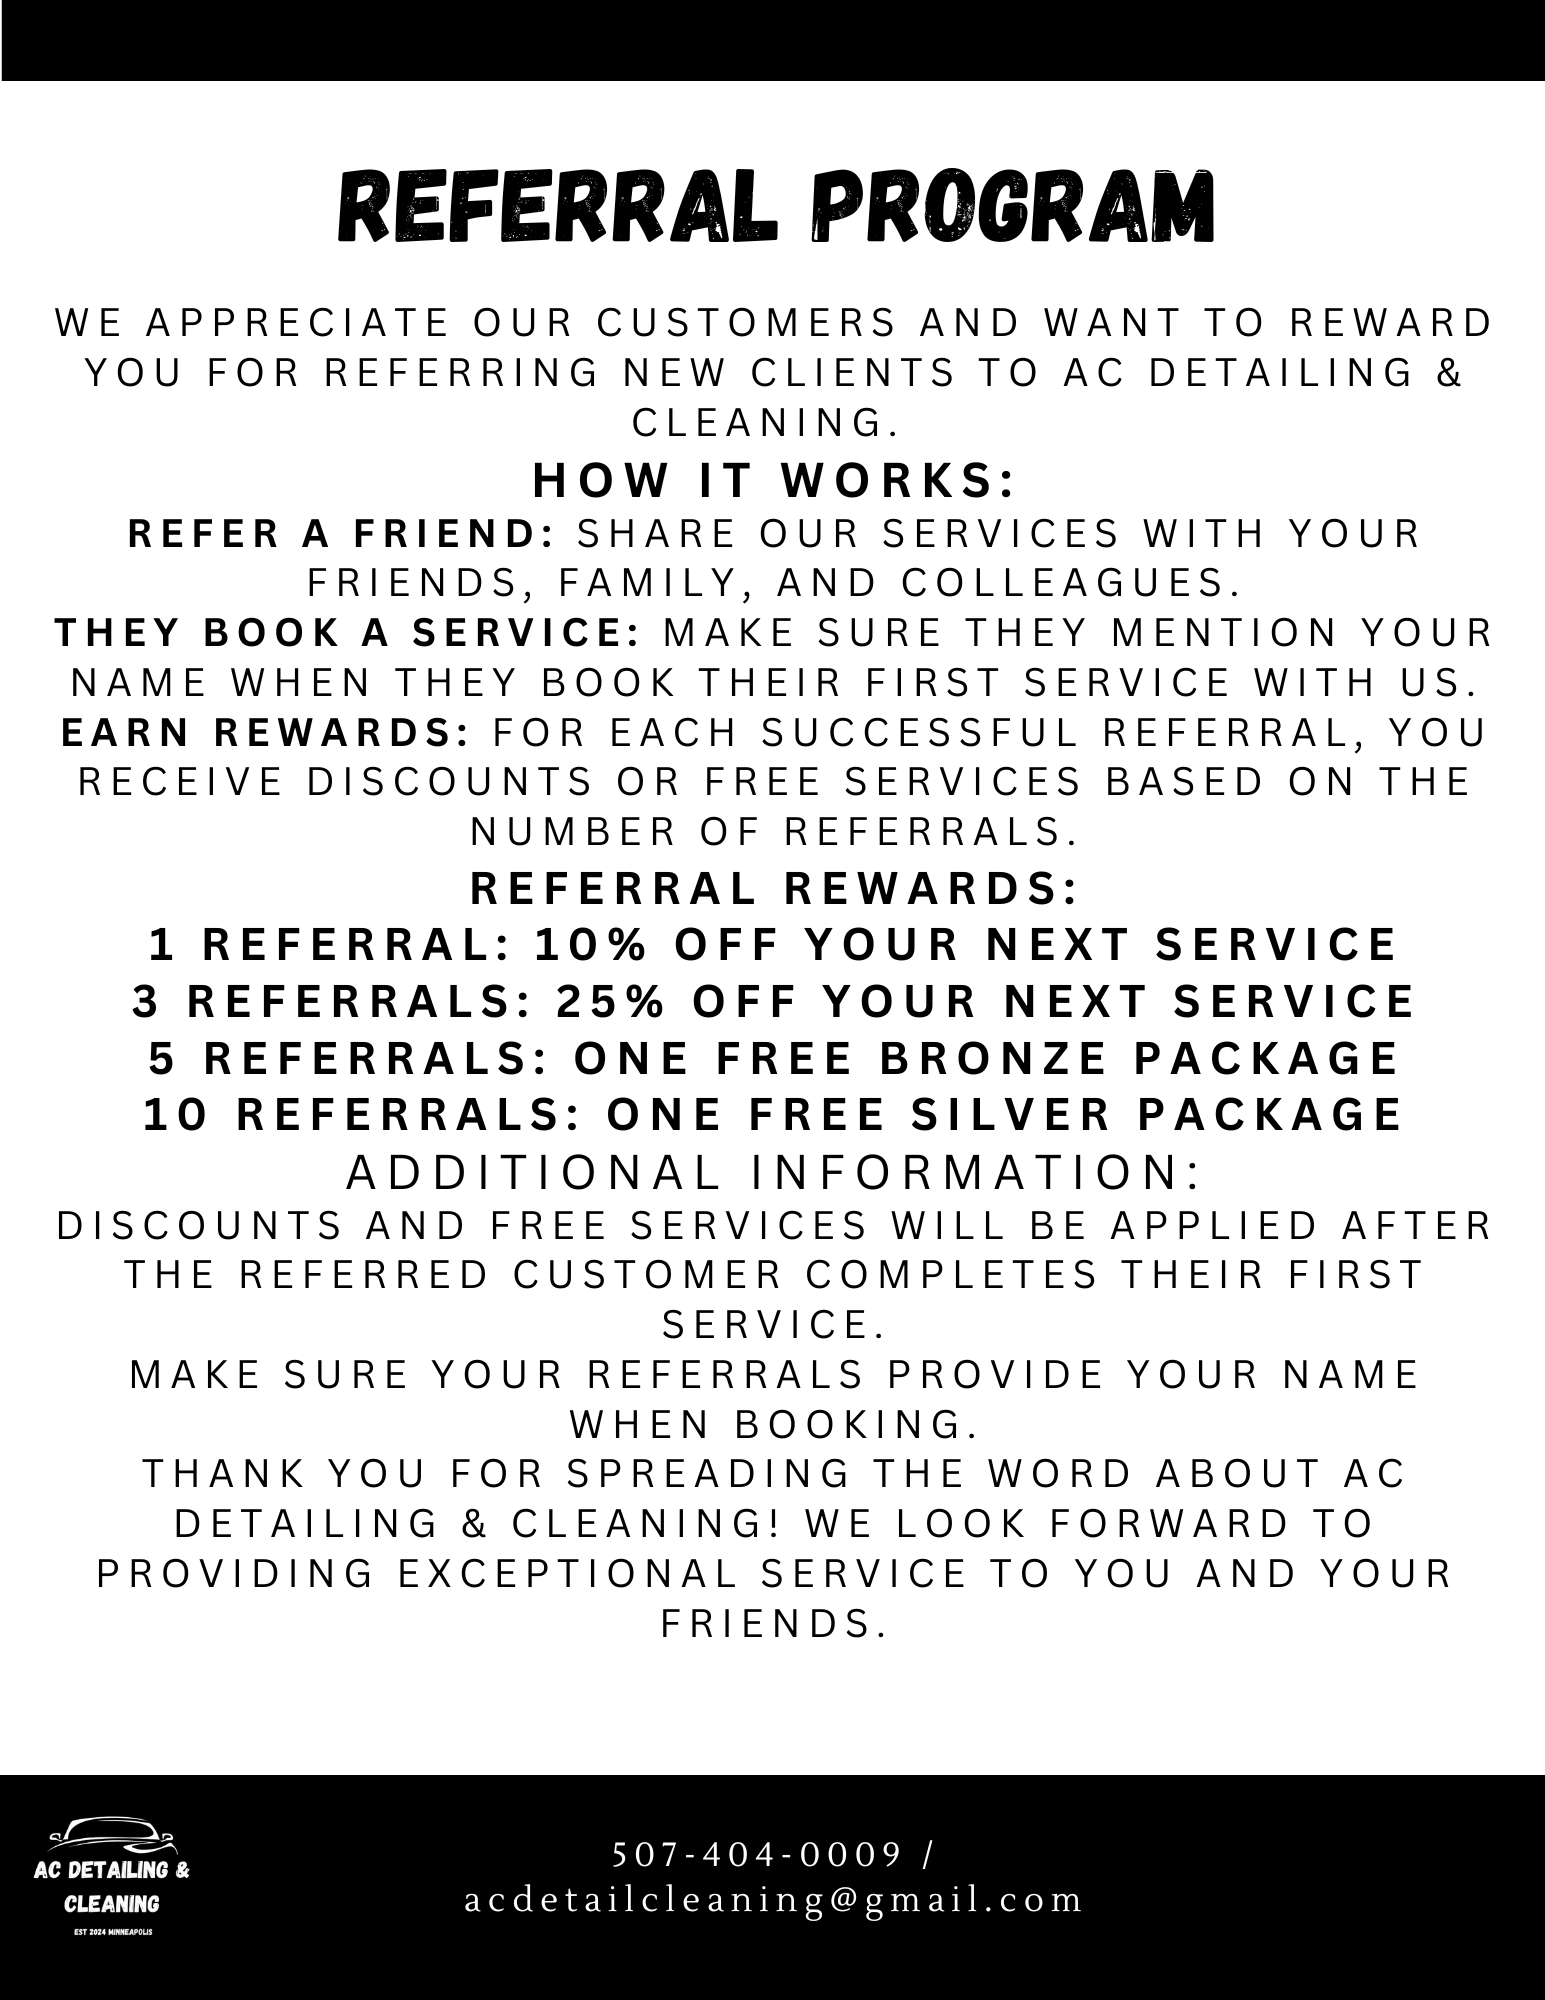 REFERRAL PROGRAM
WE APPRECIATE OUR CUSTOMERS AND WANT TO REWARD
YOU FOR REFERRING NEW CLIENTS TO AC DETAILING &
CLEANING.
HOW IT WORKS:
REFER A FRIEND: SHARE OUR SERVICES WITH YOUR
FRIENDS, FAMILY, AND COLLEAGUES.
THEY BOOK A SERVICE: MAKE SURE THEY MENTION YOUR
NAME WHEN THEY BOOK THEIR FIRST SERVICE WITH US.
EARN REWARDS: FOR EACH SUCCESSFUL REFERRAL, YOU
RECEIVE DISCOUNTS OR FREE SERVICES BASED ON THE
NUMBER OF REFERRALS.
REFERRAL REWARDS:
1 REFERRAL: 10% OFF YOUR NEXT SERVICE
3 REFERRALS: 25% OFF YOUR NEXT SERVICE
5 REFERRALS: ONE FREE BRONZE PACKAGE
10 REFERRALS: ONE FREE SILVER PACKAGE
ADDITIONAL INFORMATION:
DISCOUNTS AND FREE SERVICES WILL BE APPLIED AFTER
THE REFERRED CUSTOMER COMPLETES THEIR FIRST
SERVICE.
MAKE SURE YOUR REFERRALS PROVIDE YOUR NAME
WHEN BOOKING.
THANK YOU FOR SPREADING THE WORD ABOUT AC
DETAILING & CLEANING! WE LOOK FORWARD TO
PROVIDING EXCEPTIONAL SERVICE TO YOU AND YOUR
FRIENDS.
AC DETAILING &
CLEANING
EST 2024 MINNEAPOLIS
507-404-0009 /
acdetailcleaning@gmail.com